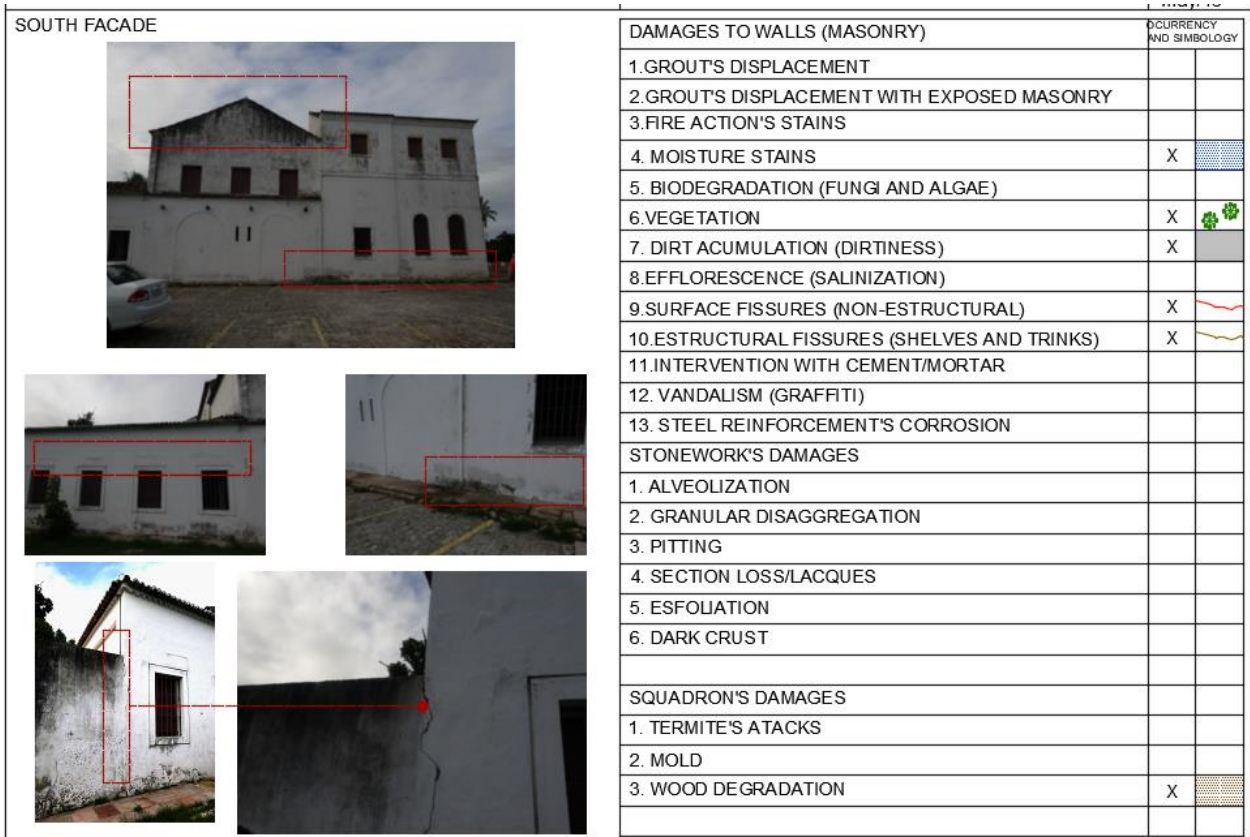 SOUTH FACADE
DAMAGES TO WALLS (MASONRY)
OCURRENCY
AND SIMBOLOGY
1.GROUT'S DISPLACEMENT
2.GROUT'S DISPLACEMENT WITH EXPOSED MASONRY
3.FIRE ACTION'S STAINS
4. MOISTURE STAINS X
5. BIODEGRADATION (FUNGI AND ALGAE)
6.VEGETATION X
7. DIRT ACUMULATION (DIRTINESS) X
8.EFFLORESCENCE (SALINIZATION)
9.SURFACE FISSURES (NON-ESTRUCTURAL) X
10.ESTRUCTURAL FISSURES (SHELVES AND TRINKS) X
11.INTERVENTION WITH CEMENT/MORTAR
12. VANDALISM (GRAFFITI)
13. STEEL REINFORCEMENT'S CORROSION
STONEWORK'S DAMAGES
1. ALVEOLIZATION
2. GRANULAR DISAGGREGATION
3. PITTING
4. SECTION LOSS/LACQUES
5. ESFOLIATION
6. DARK CRUST
SQUADRON'S DAMAGES
1. TERMITE'S ATACKS
2. MOLD
3. WOOD DEGRADATION X